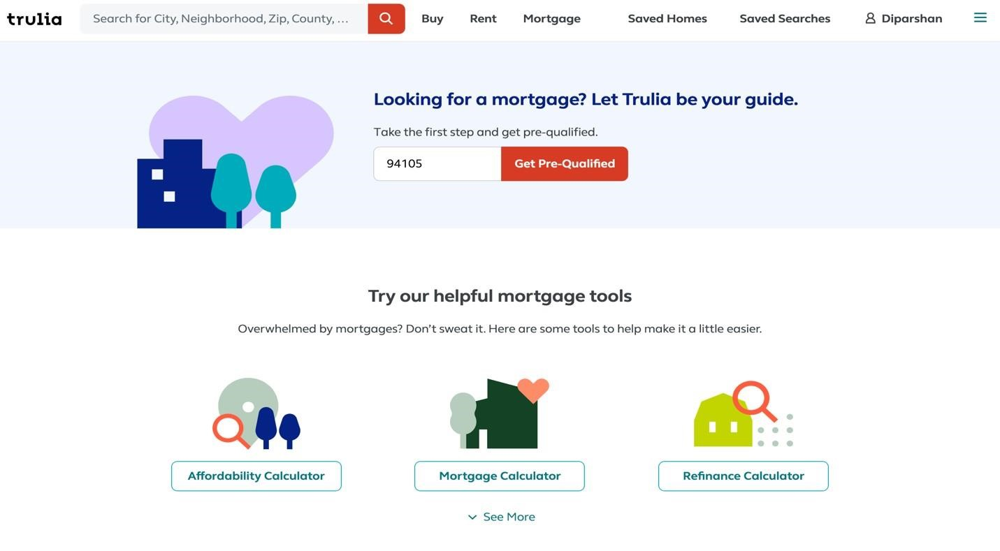 trulia
Search for City, Neighborhood, Zip, County, ...
Buy
Rent
Mortgage
Saved Homes
Saved Searches
Diparshan
Looking for a mortgage? Let Trulia be your guide.
Take the first step and get pre-qualified.
94105
Get Pre-Qualified
Try our helpful mortgage tools
Overwhelmed by mortgages? Don’t sweat it. Here are some tools to help make it a little easier.
Affordability Calculator
Mortgage Calculator
Refinance Calculator
See More